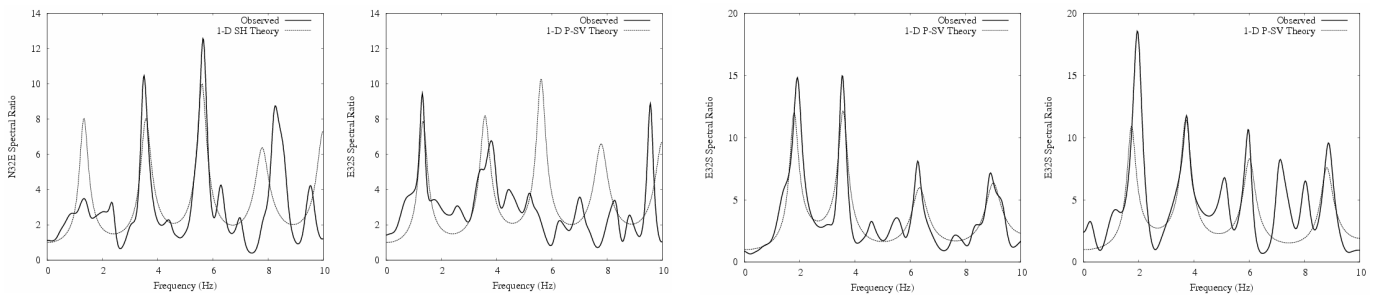 14
12
10
8
6
4
2
0
N32E Spectral Ratio
Observed
1-D SH Theory
0 2 4 6 8 10
Frequency (Hz)
14
12
10
8
6
4
2
0
E32S Spectral Ratio
Observed
1-D P-SV Theory
0 2 4 6 8 10
Frequency (Hz)
20
15
10
5
0
E32S Spectral Ratio
Observed
1-D P-SV Theory
0 2 4 6 8 10
Frequency (Hz)
20
15
10
5
0
E32S Spectral Ratio
Observed
1-D P-SV Theory
0 2 4 6 8 10
Frequency (Hz)